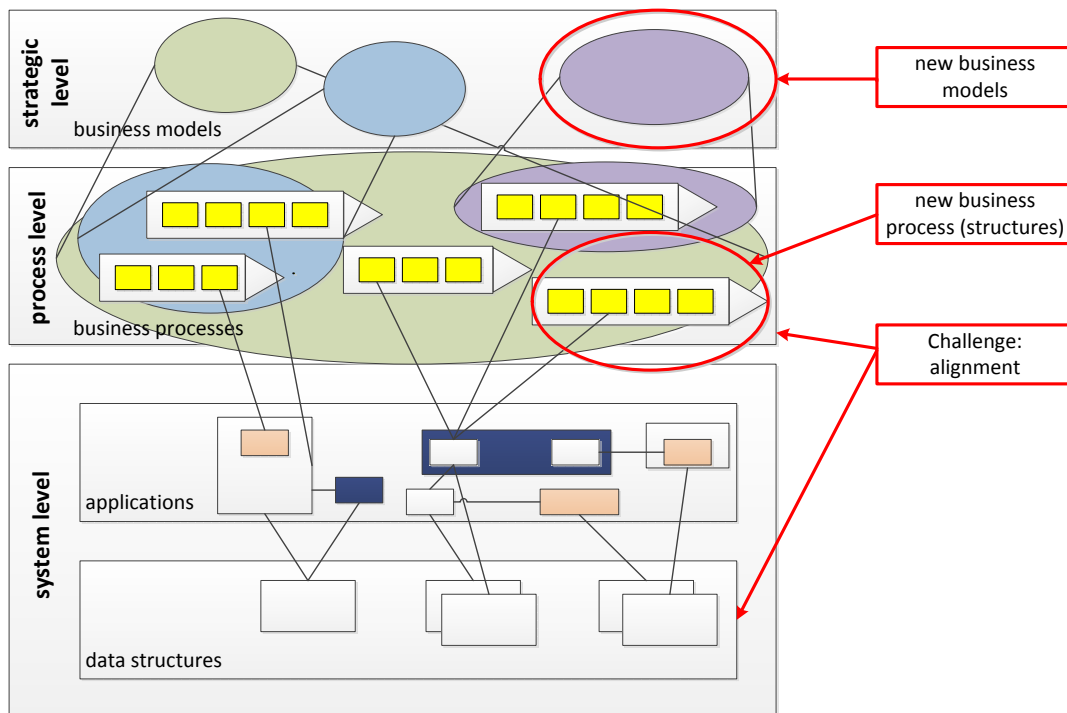 strategic
level
business models
new business
models
process level
business processes
new business
process (structures)
Challenge:
alignment
system level
applications
data structures